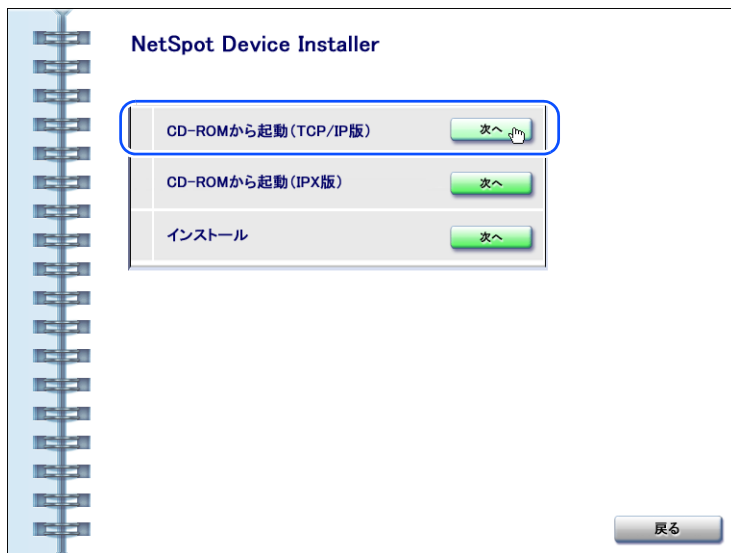 NetSpot Device Installer
CD-ROMから起動(TCP/IP版) 次へ
CD-ROMから起動(IPX版) 次へ
インストール 次へ
戻る